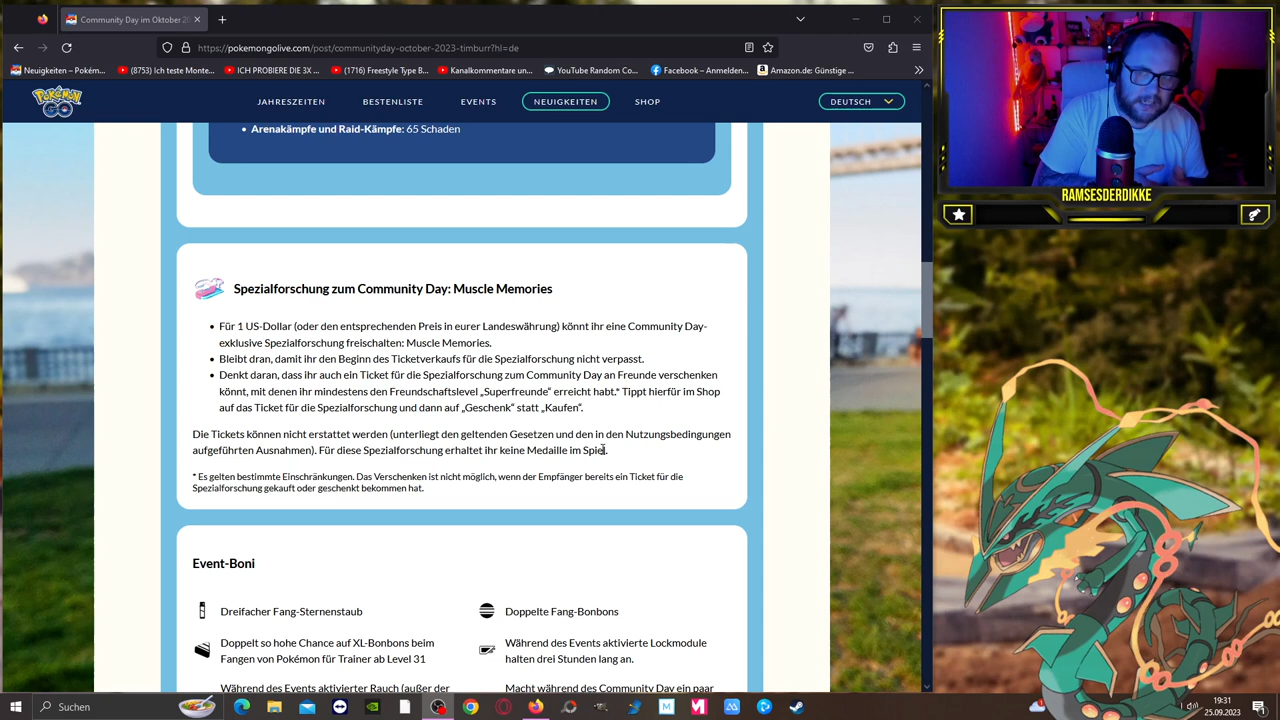 Community Day im Oktober 20
https://pokemongolive.com/post/communityday-october-2023-timburr?hl=de
Neuigkeiten – Pokém...
(8753) Ich teste Monte...
ICH PROBIERE DIE 3X ...
(1716) Freestyle Type B...
Kanalkommentare un...
YouTube Random Co...
Facebook – Anmelden...
Amazon.de: Günstige ...
POKÉMON GO
JAHRESZEITEN
BESTENLISTE
EVENTS
NEUIGKEITEN
SHOP
DEUTSCH
• Arenakämpfe und Raid-Kämpfe: 65 Schaden
Spezialforschung zum Community Day: Muscle Memories
• Für 1 US-Dollar (oder den entsprechenden Preis in eurer Landeswährung) könnt ihr eine Community Day-
exklusive Spezialforschung freischalten: Muscle Memories.
• Bleibt dran, damit ihr den Beginn des Ticketverkaufs für die Spezialforschung nicht verpasst.
• Denkt daran, dass ihr auch ein Ticket für die Spezialforschung zum Community Day an Freunde verschenken
könnt, mit denen ihr mindestens den Freundschaftslevel „Superfreunde“ erreicht habt.* Tippt hierfür im Shop
auf das Ticket für die Spezialforschung und dann auf „Geschenk“ statt „Kaufen“.
Die Tickets können nicht erstattet werden (unterliegt den geltenden Gesetzen und den in den Nutzungsbedingungen
aufgeführten Ausnahmen). Für diese Spezialforschung erhaltet ihr keine Medaille im Spiel.
* Es gelten bestimmte Einschränkungen. Das Verschenken ist nicht möglich, wenn der Empfänger bereits ein Ticket für die
Spezialforschung gekauft oder geschenkt bekommen hat.
Event-Boni
Dreifacher Fang-Sternenstaub
Doppelte Fang-Bonbons
Doppelt so hohe Chance auf XL-Bonbons beim
Fangen von Pokémon für Trainer ab Level 31
Während des Events aktivierte Lockmodule
halten drei Stunden lang an.
Während des Events aktivierter Rauch (außer der
Macht während des Community Day ein paar
RAMSESDERDIKKE
Suchen
19:31
25.09.2023